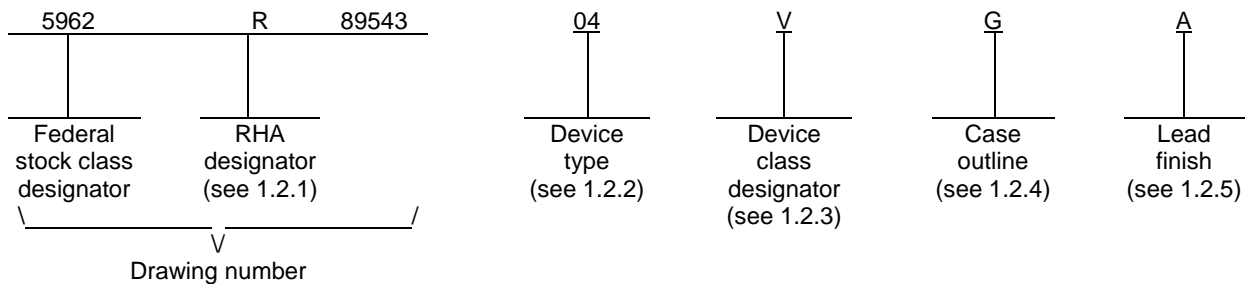 5962 R 89543 04 V G A
Federal stock class designator
RHA designator (see 1.2.1)
Device type (see 1.2.2)
Device class designator (see 1.2.3)
Case outline (see 1.2.4)
Lead finish (see 1.2.5)
\ /
\/
Drawing number